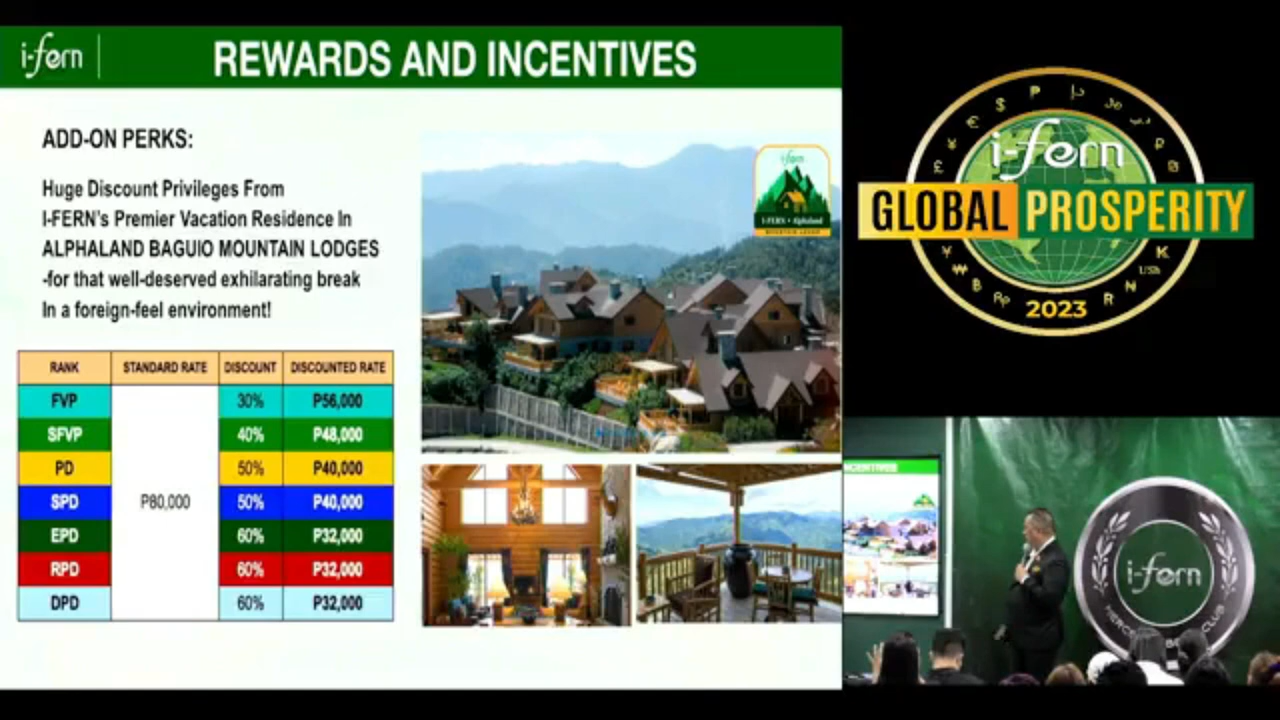 i-fern
REWARDS AND INCENTIVES
ADD-ON PERKS:
Huge Discount Privileges From
I-FERN's Premier Vacation Residence In
ALPHALAND BAGUIO MOUNTAIN LODGES
-for that well-deserved exhilarating break
In a foreign-feel environment!
RANK STANDARD RATE DISCOUNT DISCOUNTED RATE
FVP 30% P56,000
SFVP 40% P48,000
PD 50% P40,000
SPD P80,000 50% P40,000
EPD 60% P32,000
RPD 60% P32,000
DPD 60% P32,000
i-fern
I-FERN • Alphaland
i-fern
GLOBAL PROSPERITY
2023
i-fern